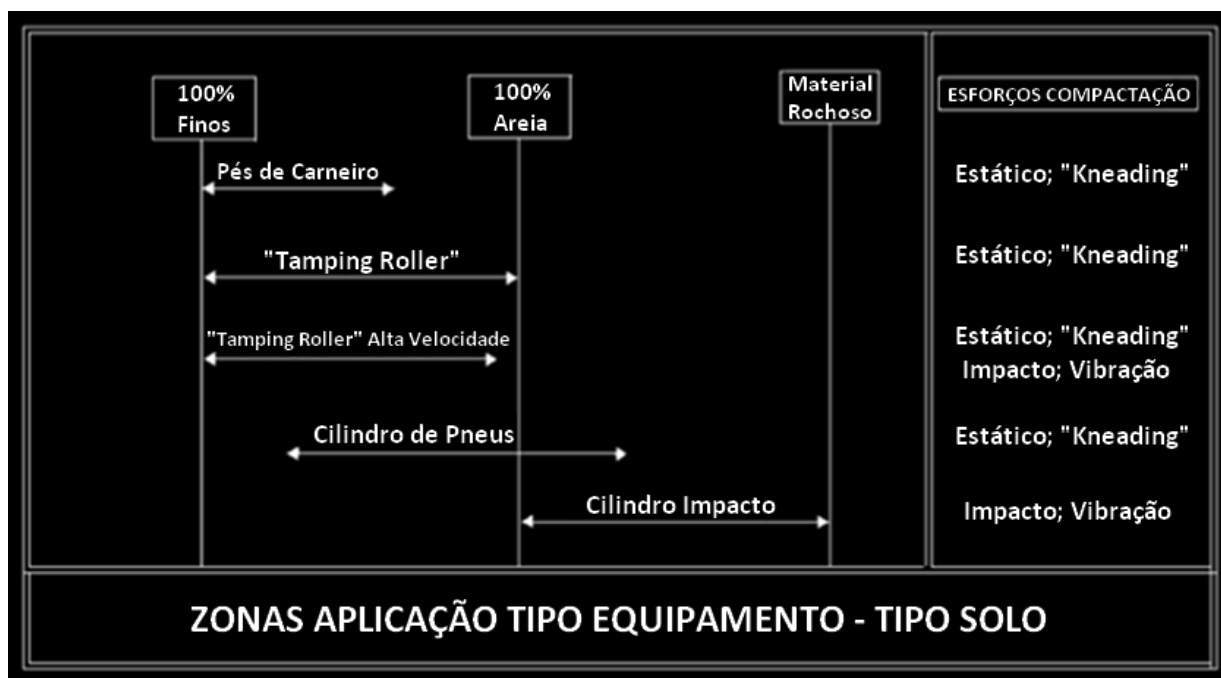 100%
Finos
100%
Areia
Material
Rochoso
ESFORÇOS COMPACTAÇÃO
Pés de Carneiro
Estático; "Kneading"
"Tamping Roller"
Estático; "Kneading"
"Tamping Roller" Alta Velocidade
Estático; "Kneading"
Impacto; Vibração
Cilindro de Pneus
Estático; "Kneading"
Cilindro Impacto
Impacto; Vibração
ZONAS APLICAÇÃO TIPO EQUIPAMENTO - TIPO SOLO